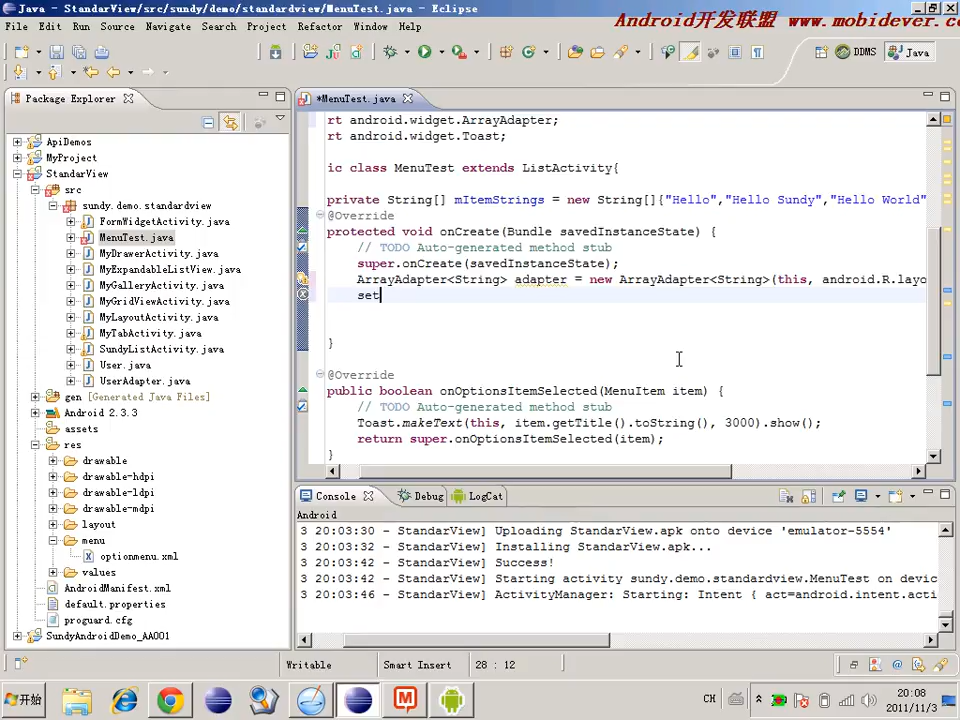 Java - StandarView/src/sundy/demo/standardview/MenuTest.java - Eclipse
Android开发联盟 www.mobidever.com
File Edit Run Source Navigate Search Project Refactor Window Help
DDMS Java
Package Explorer
*MenuTest.java
ApiDemos
MyProject
StandarView
src
sundy.demo.standardview
FormWidgetActivity.java
MenuTest.java
MyDrawerActivity.java
MyExpandableListView.java
MyGalleryActivity.java
MyGridViewActivity.java
MyLayoutActivity.java
MyTabActivity.java
SundyListActivity.java
User.java
UserAdapter.java
gen [Generated Java Files]
Android 2.3.3
assets
res
drawable
drawable-hdpi
drawable-ldpi
drawable-mdpi
layout
menu
optionmenu.xml
values
AndroidManifest.xml
default.properties
proguard.cfg
SundyAndroidDemo_AA001
rt android.widget.ArrayAdapter;
rt android.widget.Toast;
ic class MenuTest extends ListActivity{
private String[] mItemStrings = new String[]{"Hello","Hello Sundy","Hello World"
@Override
protected void onCreate(Bundle savedInstanceState) {
// TODO Auto-generated method stub
super.onCreate(savedInstanceState);
ArrayAdapter<String> adapter = new ArrayAdapter<String>(this, android.R.layo
set
}
@Override
public boolean onOptionsItemSelected(MenuItem item) {
// TODO Auto-generated method stub
Toast.makeText(this, item.getTitle().toString(), 3000).show();
return super.onOptionsItemSelected(item);
}
Console Debug LogCat
Android
3 20:03:30 - StandarView] Uploading StandarView.apk onto device 'emulator-5554'
3 20:03:32 - StandarView] Installing StandarView.apk...
3 20:03:42 - StandarView] Success!
3 20:03:42 - StandarView] Starting activity sundy.demo.standardview.MenuTest on devic
3 20:03:46 - StandarView] ActivityManager: Starting: Intent { act=android.intent.acti
Writable Smart Insert 28 : 12
开始
CH
20:08
2011/11/3